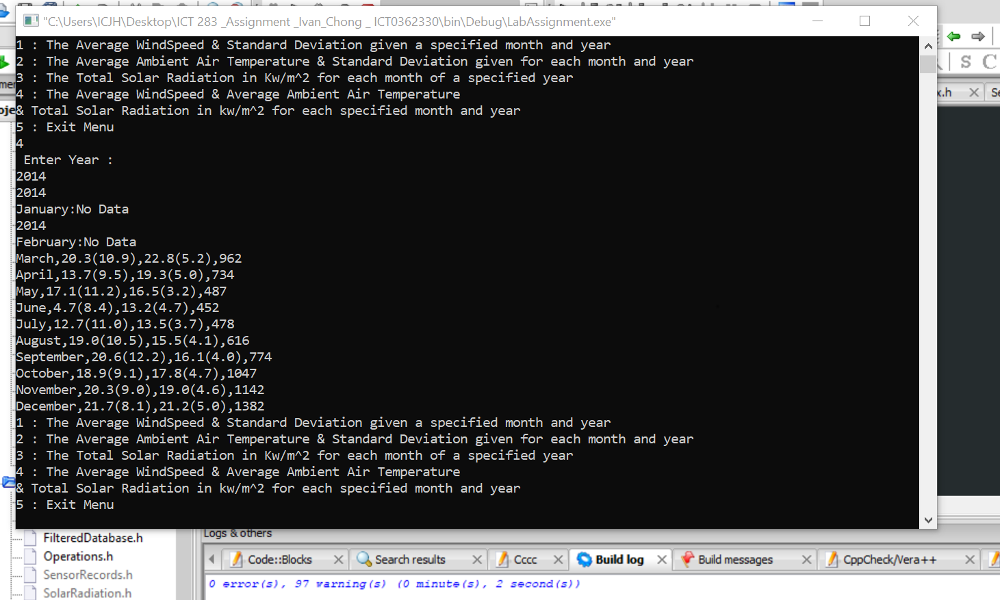 "C:\Users\ICJH\Desktop\ICT 283 _Assignment _Ivan_Chong _ ICT0362330\bin\Debug\LabAssignment.exe"
1 : The Average WindSpeed & Standard Deviation given a specified month and year
2 : The Average Ambient Air Temperature & Standard Deviation given for each month and year
3 : The Total Solar Radiation in Kw/m^2 for each month of a specified year
4 : The Average WindSpeed & Average Ambient Air Temperature
& Total Solar Radiation in kw/m^2 for each specified month and year
5 : Exit Menu
4
Enter Year :
2014
2014
January:No Data
2014
February:No Data
March,20.3(10.9),22.8(5.2),962
April,13.7(9.5),19.3(5.0),734
May,17.1(11.2),16.5(3.2),487
June,4.7(8.4),13.2(4.7),452
July,12.7(11.0),13.5(3.7),478
August,19.0(10.5),15.5(4.1),616
September,20.6(12.2),16.1(4.0),774
October,18.9(9.1),17.8(4.7),1047
November,20.3(9.0),19.0(4.6),1142
December,21.7(8.1),21.2(5.0),1382
1 : The Average WindSpeed & Standard Deviation given a specified month and year
2 : The Average Ambient Air Temperature & Standard Deviation given for each month and year
3 : The Total Solar Radiation in Kw/m^2 for each month of a specified year
4 : The Average WindSpeed & Average Ambient Air Temperature
& Total Solar Radiation in kw/m^2 for each specified month and year
5 : Exit Menu
S C
x.h
FilteredDatabase.h
Operations.h
SensorRecords.h
SolarRadiation.h
Logs & others
Code::Blocks Search results Cccc Build log Build messages CppCheck/Vera++
0 error(s), 97 warning(s) (0 minute(s), 2 second(s))